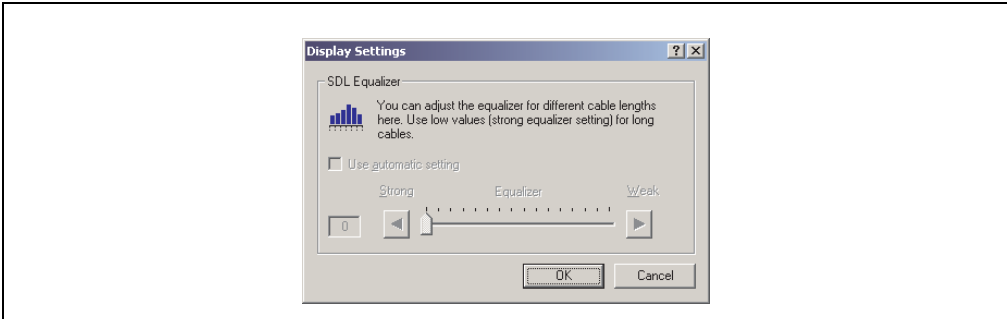 Display Settings
SDL Equalizer
You can adjust the equalizer for different cable lengths
here. Use low values (strong equalizer setting) for long
cables.
Use automatic setting
Strong Equalizer Weak
0
OK Cancel